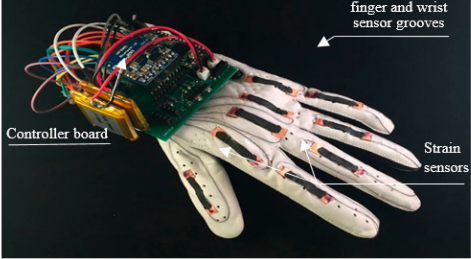 finger and wrist
sensor grooves
Controller board
Strain
sensors